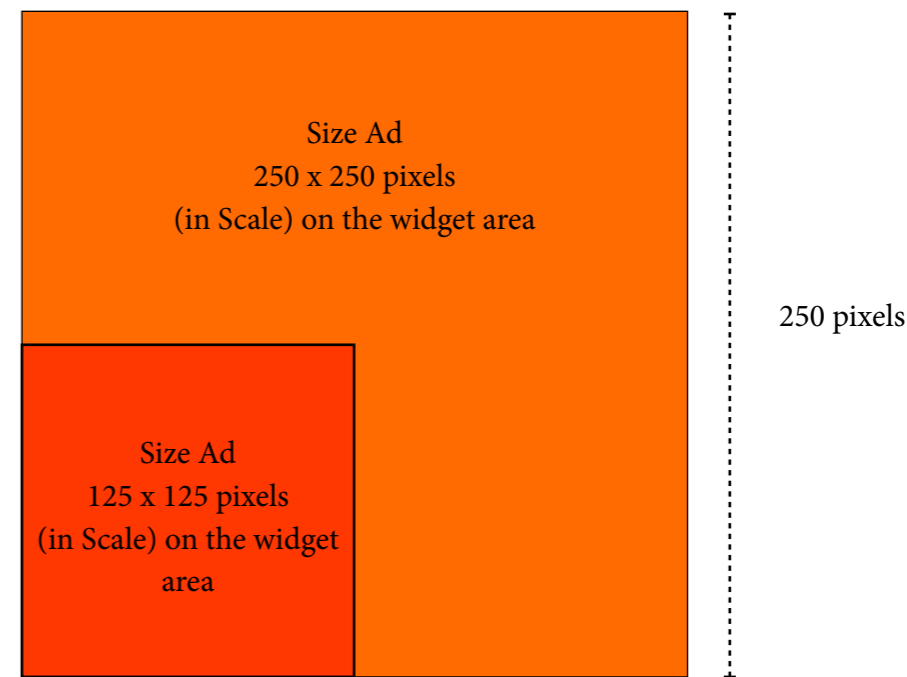 Size Ad
250 x 250 pixels
(in Scale) on the widget area
250 pixels
Size Ad
125 x 125 pixels
(in Scale) on the widget
area